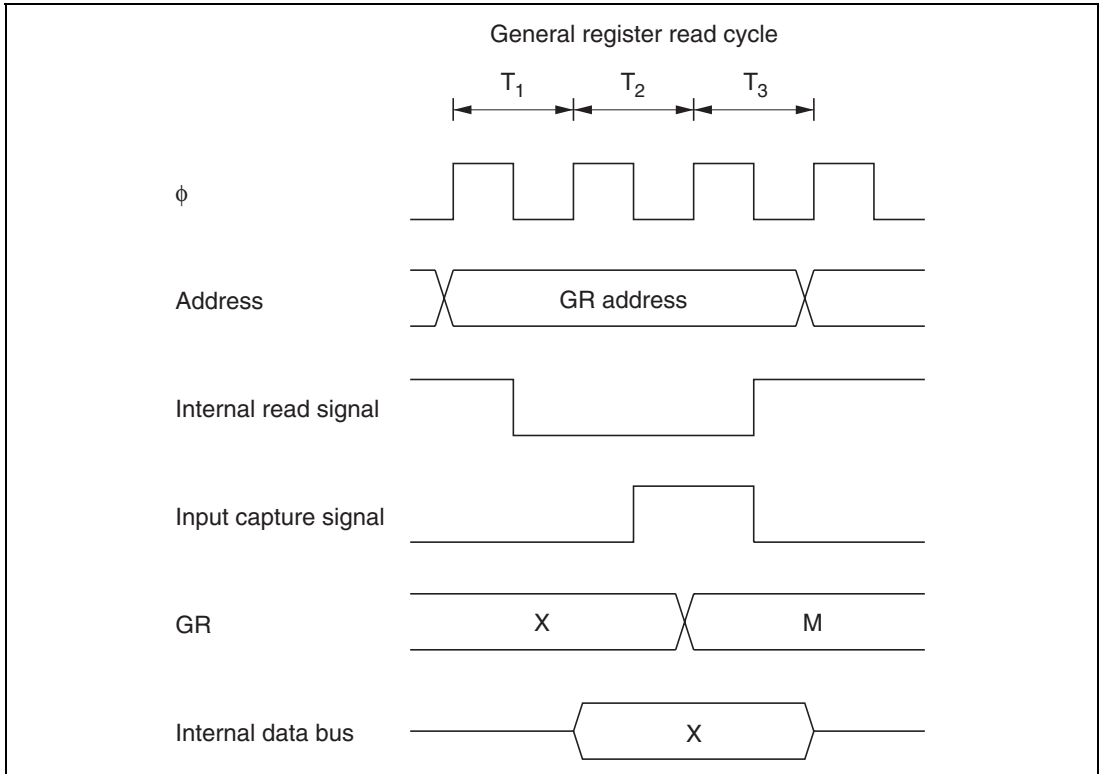 General register read cycle
T1 T2 T3
φ
Address GR address
Internal read signal
Input capture signal
GR X M
Internal data bus X